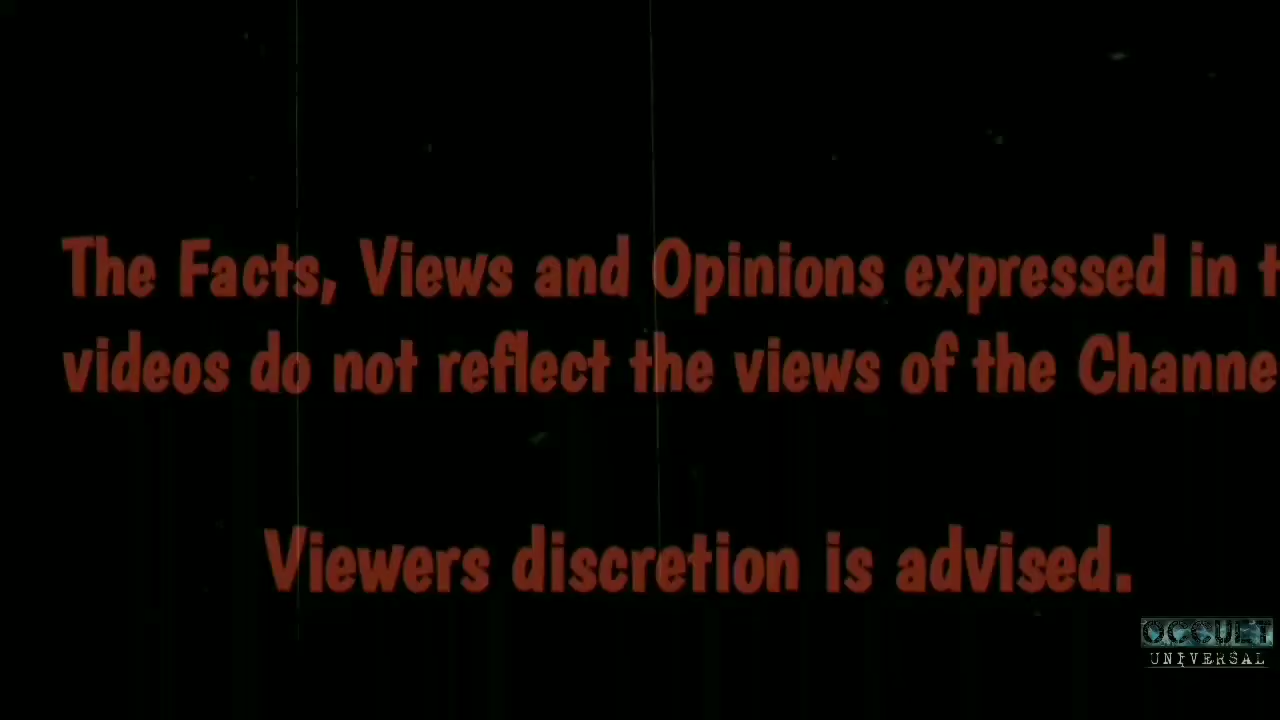 The Facts, Views and Opinions expressed in t
videos do not reflect the views of the Channe
Viewers discretion is advised.
OCCULT
UNIVERSAL